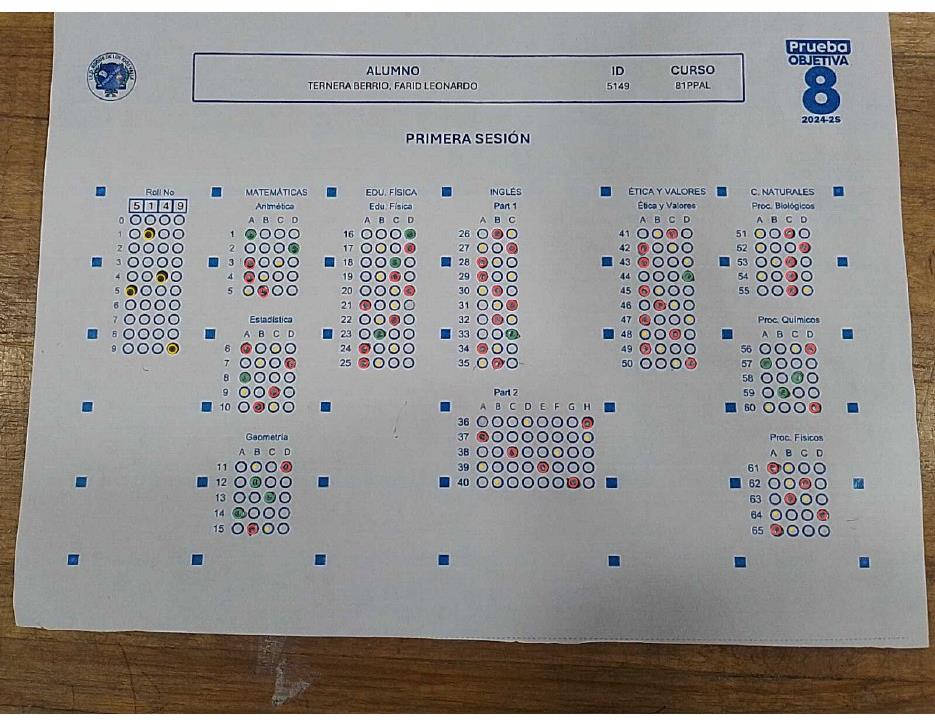 Prueba
OBJETIVA
8
2024-2S
ALUMNO ID CURSO
TERNERA BERRIO, FARID LEONARDO 5149 81PPAL
PRIMERA SESIÓN
Roll No
5 1 4 9
0
1
2
3
4
5
6
7
8
9
MATEMÁTICAS
Aritmética
A B C D
1
2
3
4
5
Estadística
A B C D
6
7
8
9
10
Geometría
A B C D
11
12
13
14
15
EDU. FÍSICA
Edu. Física
A B C D
16
17
18
19
20
21
22
23
24
25
INGLÉS
Part 1
A B C
26
27
28
29
30
31
32
33
34
35
Part 2
A B C D E F G H
36
37
38
39
40
ÉTICA Y VALORES
Ética y Valores
A B C D
41
42
43
44
45
46
47
48
49
50
C. NATURALES
Proc. Biológicos
A B C D
51
52
53
54
55
Proc. Químicos
A B C D
56
57
58
59
60
Proc. Físicos
A B C D
61
62
63
64
65